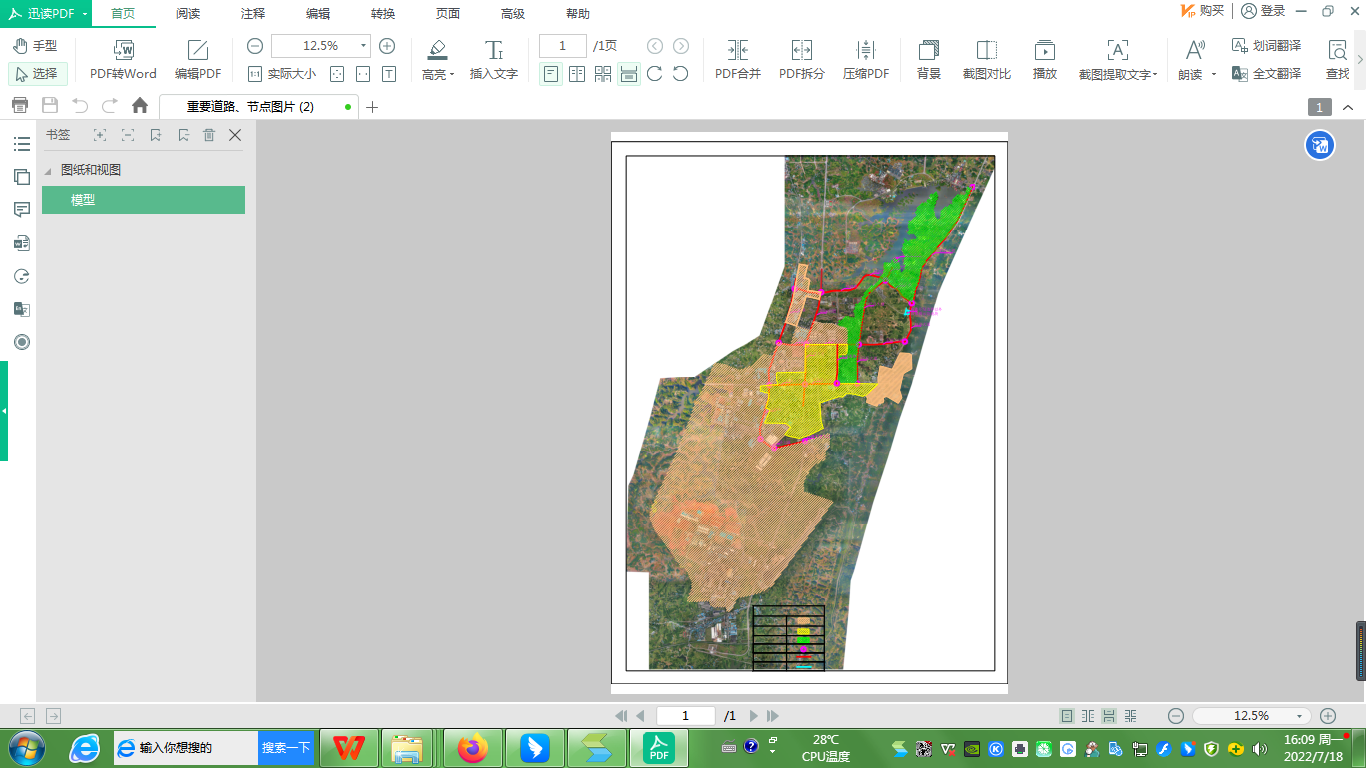 迅读PDF
首页
阅读
注释
编辑
转换
页面
高级
帮助
购买
登录
手型
选择
PDF转Word
编辑PDF
12.5%
1:1 实际大小
高亮
插入文字
1 /1页
PDF合并
PDF拆分
压缩PDF
背景
截图对比
播放
截图提取文字
朗读
划词翻译
全文翻译
查找
重要道路、节点图片 (2)
1
书签
图纸和视图
模型
1 /1
12.5%
输入你想搜的
搜索一下
PDF
28℃
CPU温度
16:09 周一
2022/7/18